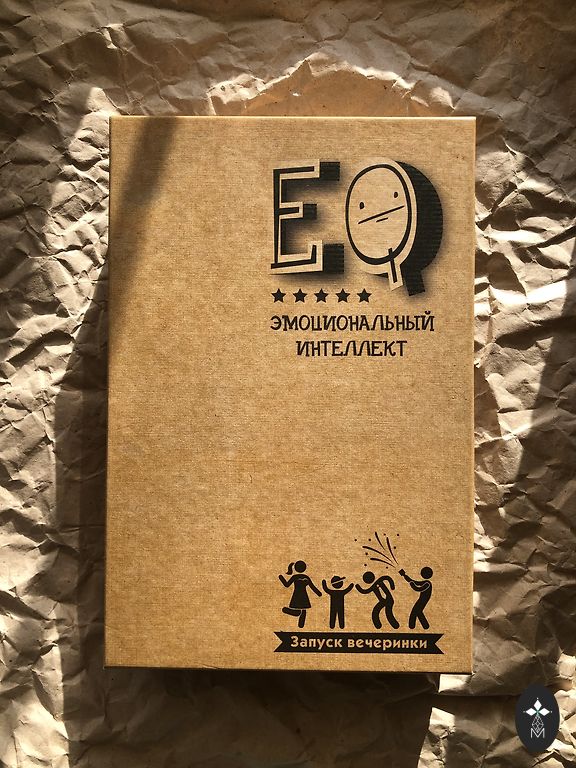 EQ
ЭМОЦИОНАЛЬНЫЙ
ИНТЕЛЛЕКТ
Запуск вечеринки
M